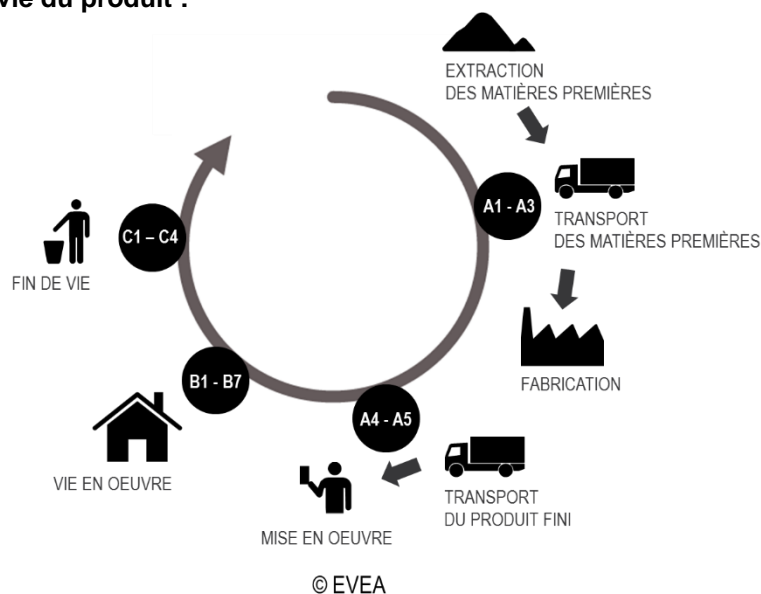 vie du produit :
EXTRACTION
DES MATIÈRES PREMIÈRES
A1 - A3
TRANSPORT
DES MATIÈRES PREMIÈRES
FABRICATION
A4 - A5
TRANSPORT
DU PRODUIT FINI
MISE EN OEUVRE
B1 - B7
VIE EN OEUVRE
C1 – C4
FIN DE VIE
© EVEA